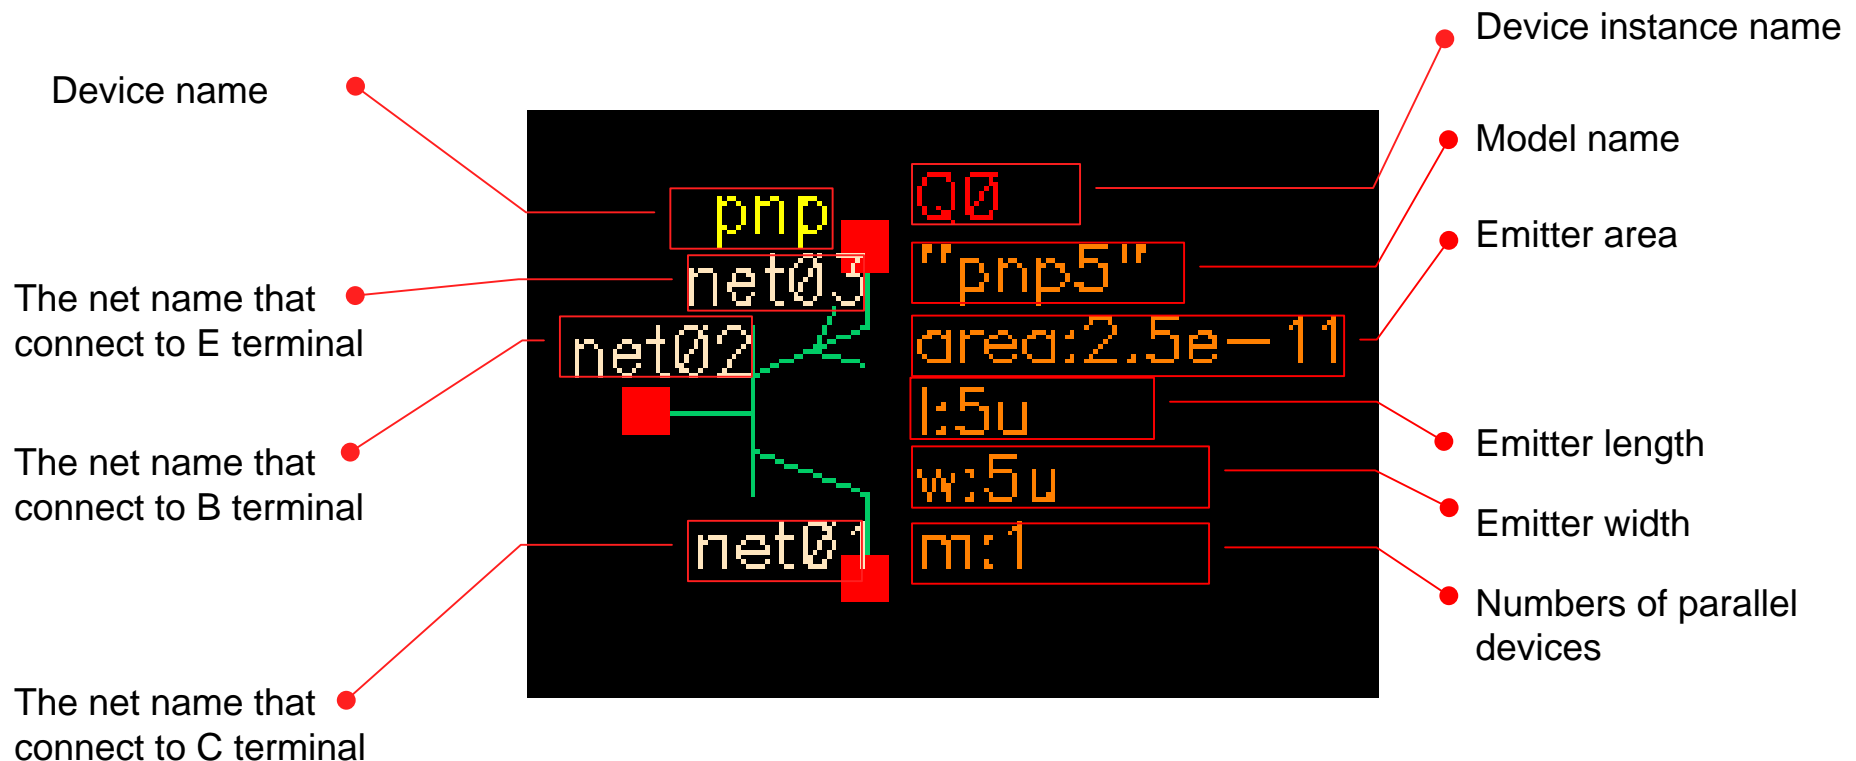 Device instance name
Device name
Model name
pnp
Q0
Emitter area
net03
"pnp5"
The net name that
connect to E terminal
net02
area:2.5e-11
l:5u
Emitter length
The net name that
connect to B terminal
w:5u
Emitter width
net01
m:1
Numbers of parallel
devices
The net name that
connect to C terminal